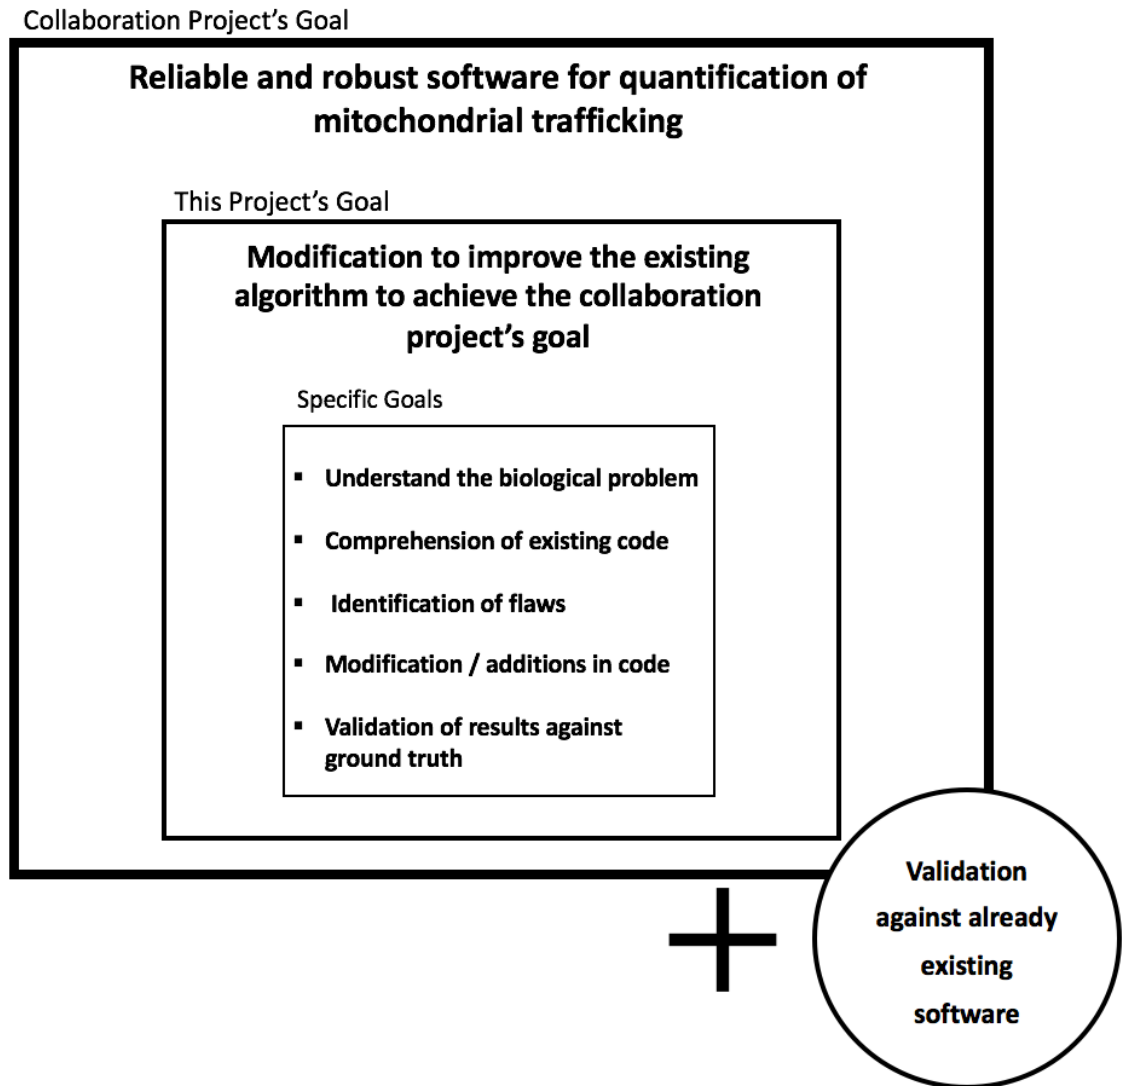 Collaboration Project's Goal
Reliable and robust software for quantification of
mitochondrial trafficking
This Project's Goal
Modification to improve the existing
algorithm to achieve the collaboration
project's goal
Specific Goals
▪ Understand the biological problem
▪ Comprehension of existing code
▪ Identification of flaws
▪ Modification / additions in code
▪ Validation of results against
ground truth
+
Validation
against already
existing
software